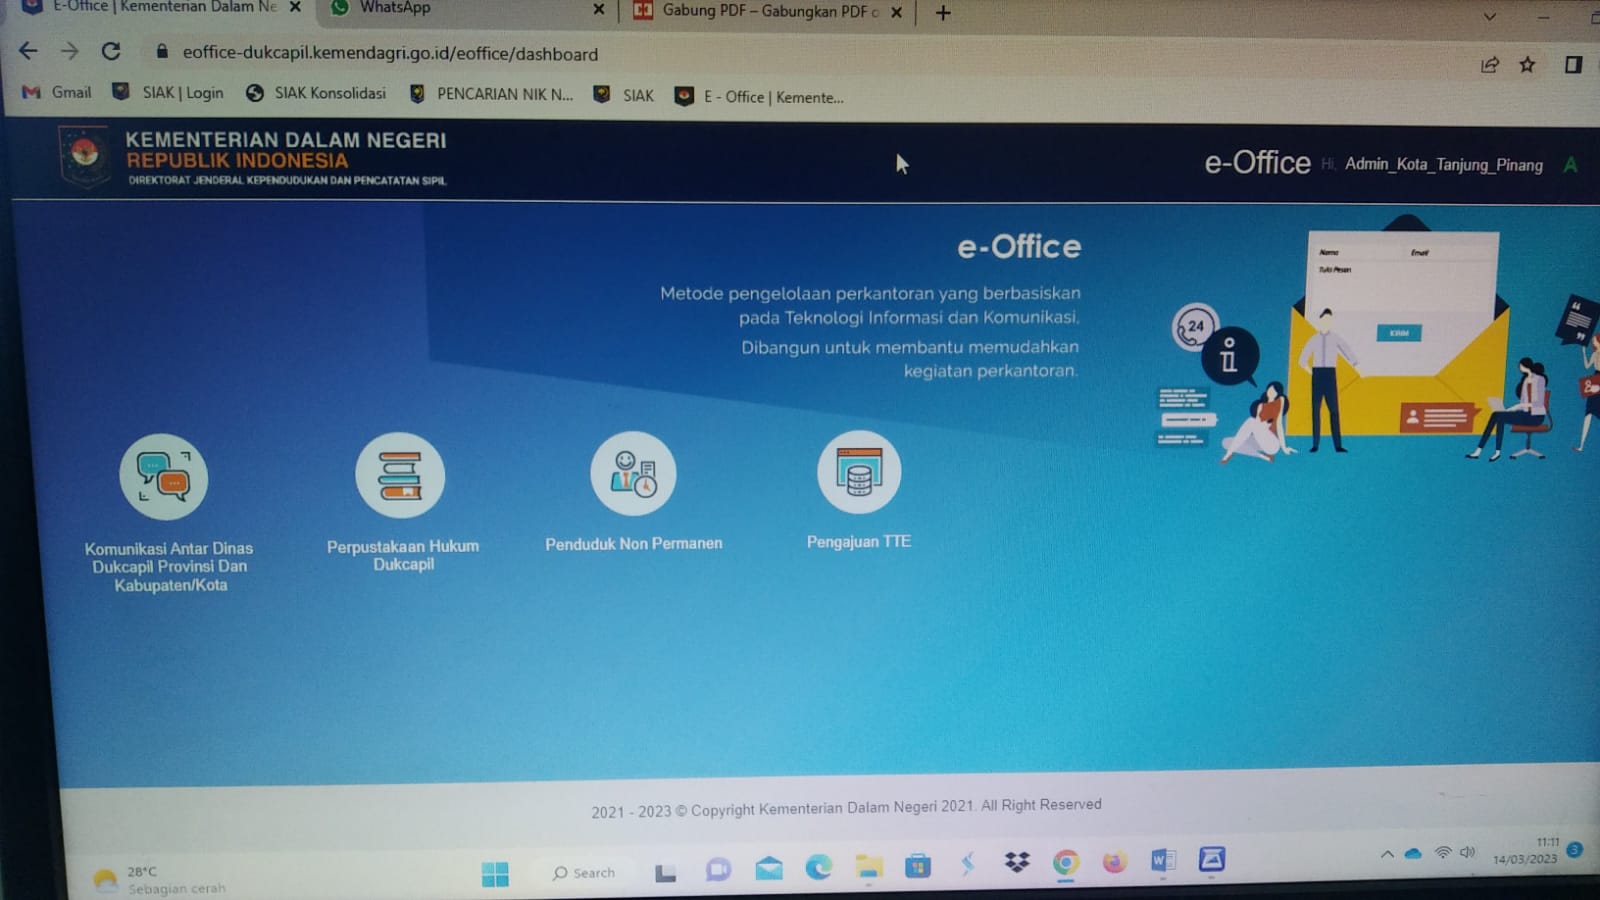 E-Office | Kementerian Dalam Ne
WhatsApp
Gabung PDF – Gabungkan PDF o
eoffice-dukcapil.kemendagri.go.id/eoffice/dashboard
Gmail
SIAK | Login
SIAK Konsolidasi
PENCARIAN NIK N...
SIAK
E - Office | Kemente...
KEMENTERIAN DALAM NEGERI
REPUBLIK INDONESIA
DIREKTORAT JENDERAL KEPENDUDUKAN DAN PENCATATAN SIPIL
e-Office Hi, Admin_Kota_Tanjung_Pinang A
e-Office
Metode pengelolaan perkantoran yang berbasiskan
pada Teknologi Informasi dan Komunikasi.
Dibangun untuk membantu memudahkan
kegiatan perkantoran.
Nama
Email
Tulis Pesan
KIRIM
24
i
Komunikasi Antar Dinas
Dukcapil Provinsi Dan
Kabupaten/Kota
Perpustakaan Hukum
Dukcapil
Penduduk Non Permanen
Pengajuan TTE
2021 - 2023 © Copyright Kementerian Dalam Negeri 2021. All Right Reserved
28°C
Sebagian cerah
Search
11:11
14/03/2023
3